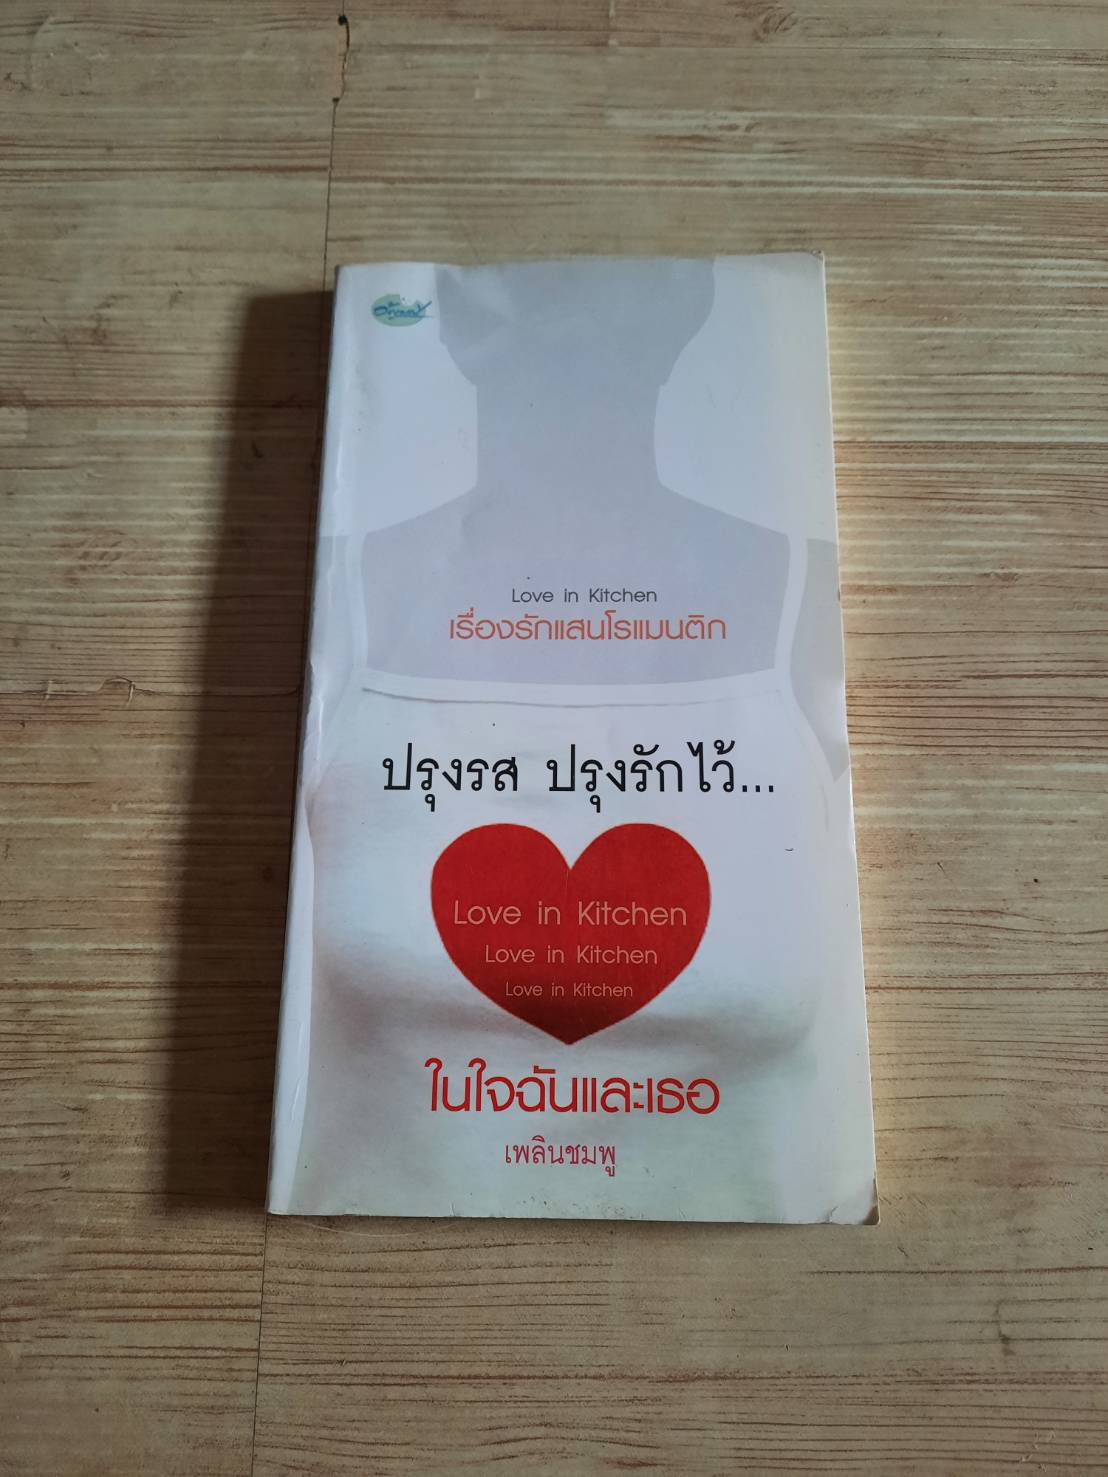 Love in Kitchen
เรื่องรักแสนโรแมนติก
ปรุงรส ปรุงรักไว้...
Love in Kitchen
Love in Kitchen
Love in Kitchen
ในใจฉันและเธอ
เพลินชมพู